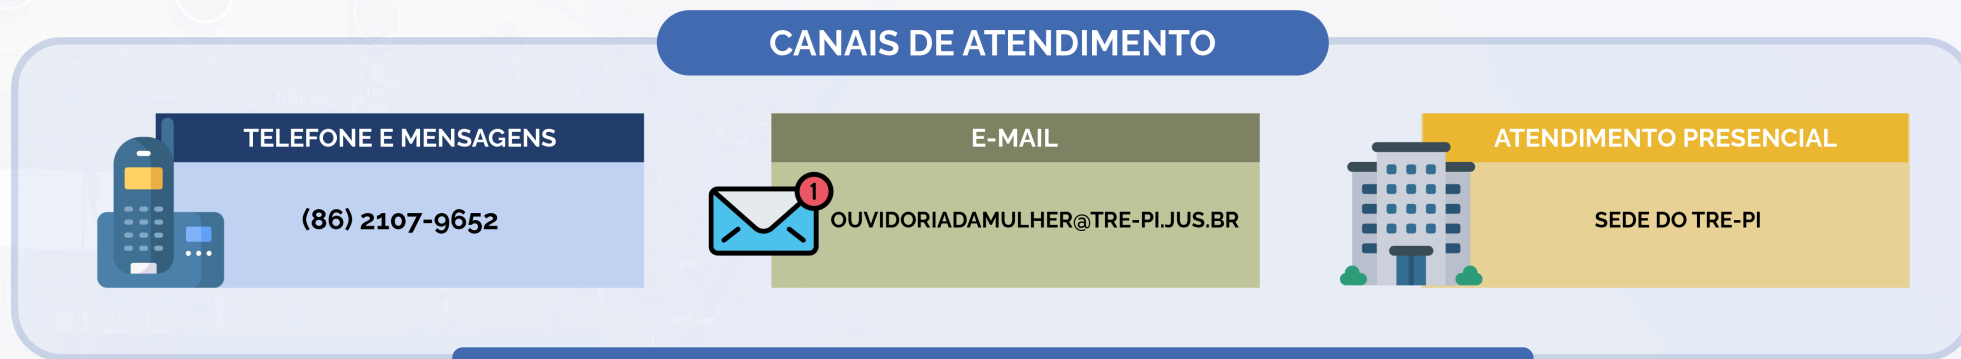 CANAIS DE ATENDIMENTO
TELEFONE E MENSAGENS
(86) 2107-9652
E-MAIL
1
OUVIDORIADAMULHER@TRE-PI.JUS.BR
ATENDIMENTO PRESENCIAL
SEDE DO TRE-PI